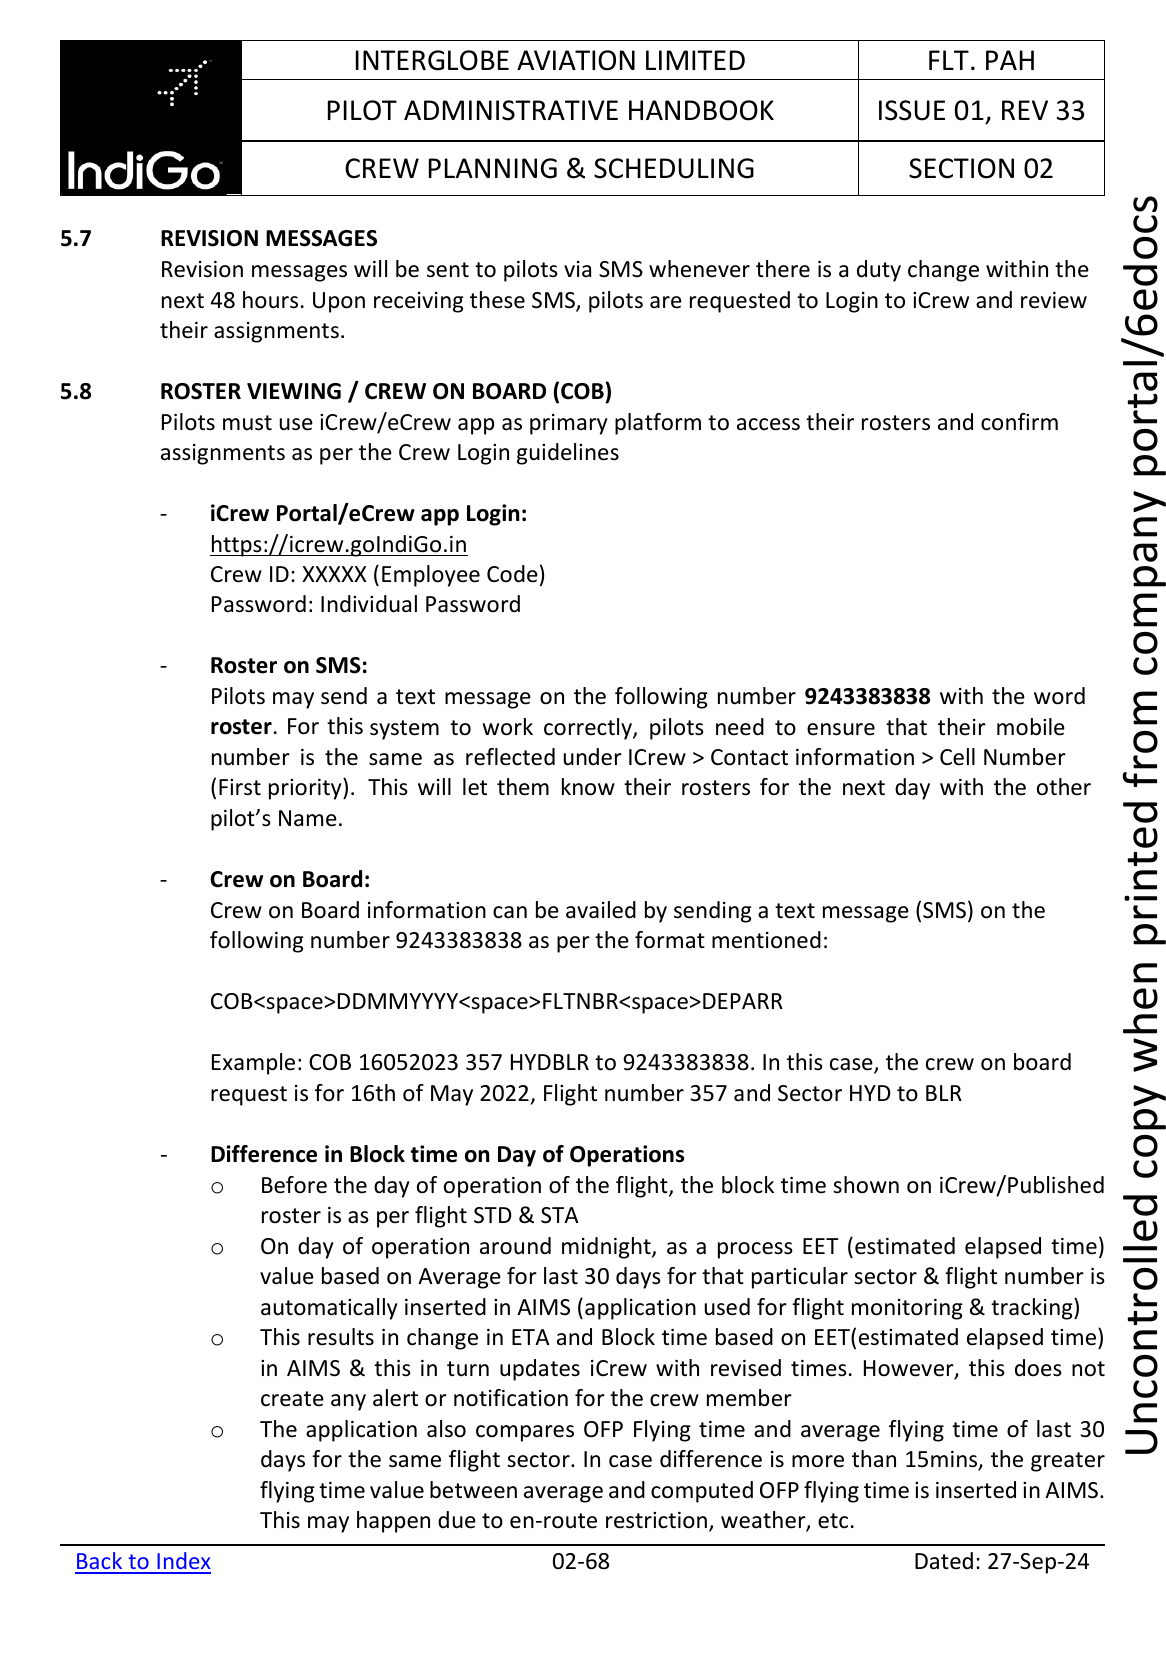 INTERGLOBE AVIATION LIMITED
FLT. PAH
PILOT ADMINISTRATIVE HANDBOOK
ISSUE 01, REV 33
IndiGo
CREW PLANNING & SCHEDULING
SECTION 02
5.7 REVISION MESSAGES
Revision messages will be sent to pilots via SMS whenever there is a duty change within the
next 48 hours. Upon receiving these SMS, pilots are requested to Login to iCrew and review
their assignments.
5.8 ROSTER VIEWING / CREW ON BOARD (COB)
Pilots must use iCrew/eCrew app as primary platform to access their rosters and confirm
assignments as per the Crew Login guidelines
- iCrew Portal/eCrew app Login:
https://icrew.goIndiGo.in
Crew ID: XXXXX (Employee Code)
Password: Individual Password
- Roster on SMS:
Pilots may send a text message on the following number 9243383838 with the word
roster. For this system to work correctly, pilots need to ensure that their mobile
number is the same as reflected under ICrew > Contact information > Cell Number
(First priority). This will let them know their rosters for the next day with the other
pilot’s Name.
- Crew on Board:
Crew on Board information can be availed by sending a text message (SMS) on the
following number 9243383838 as per the format mentioned:
COB<space>DDMMYYYY<space>FLTNBR<space>DEPARR
Example: COB 16052023 357 HYDBLR to 9243383838. In this case, the crew on board
request is for 16th of May 2022, Flight number 357 and Sector HYD to BLR
- Difference in Block time on Day of Operations
o Before the day of operation of the flight, the block time shown on iCrew/Published
roster is as per flight STD & STA
o On day of operation around midnight, as a process EET (estimated elapsed time)
value based on Average for last 30 days for that particular sector & flight number is
automatically inserted in AIMS (application used for flight monitoring & tracking)
o This results in change in ETA and Block time based on EET(estimated elapsed time)
in AIMS & this in turn updates iCrew with revised times. However, this does not
create any alert or notification for the crew member
o The application also compares OFP Flying time and average flying time of last 30
days for the same flight sector. In case difference is more than 15mins, the greater
flying time value between average and computed OFP flying time is inserted in AIMS.
This may happen due to en-route restriction, weather, etc.
Back to Index
02-68
Dated: 27-Sep-24
Uncontrolled copy when printed from company portal/6edocs